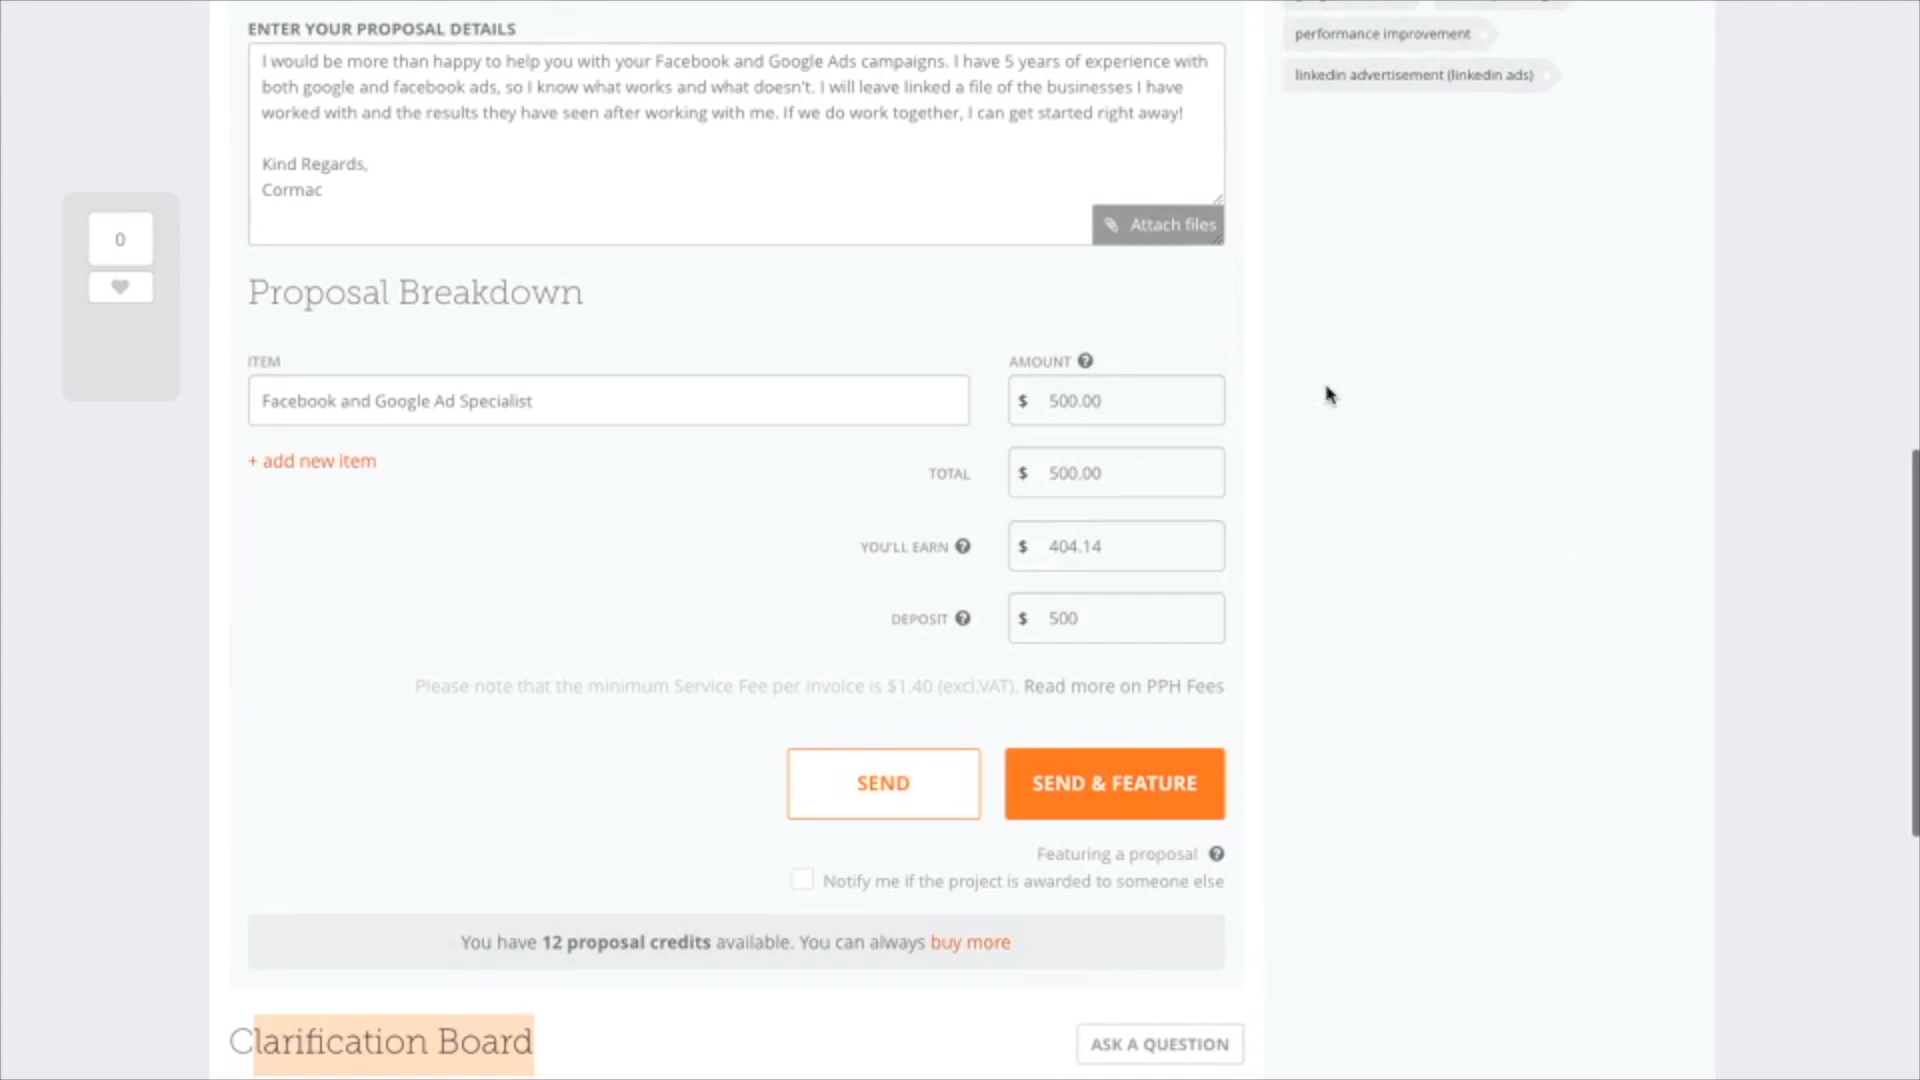 performance improvement
linkedin advertisement (linkedin ads)
ENTER YOUR PROPOSAL DETAILS
I would be more than happy to help you with your Facebook and Google Ads campaigns. I have 5 years of experience with
both google and facebook ads, so I know what works and what doesn't. I will leave linked a file of the businesses I have
worked with and the results they have seen after working with me. If we do work together, I can get started right away!
Kind Regards,
Cormac
Attach files
0
Proposal Breakdown
ITEM
AMOUNT ?
Facebook and Google Ad Specialist
$ 500.00
+ add new item
TOTAL
$ 500.00
YOU'LL EARN ?
$ 404.14
DEPOSIT ?
$ 500
Please note that the minimum Service Fee per invoice is $1.40 (excl.VAT). Read more on PPH Fees
SEND
SEND & FEATURE
Featuring a proposal ?
Notify me if the project is awarded to someone else
You have 12 proposal credits available. You can always buy more
Clarification Board
ASK A QUESTION